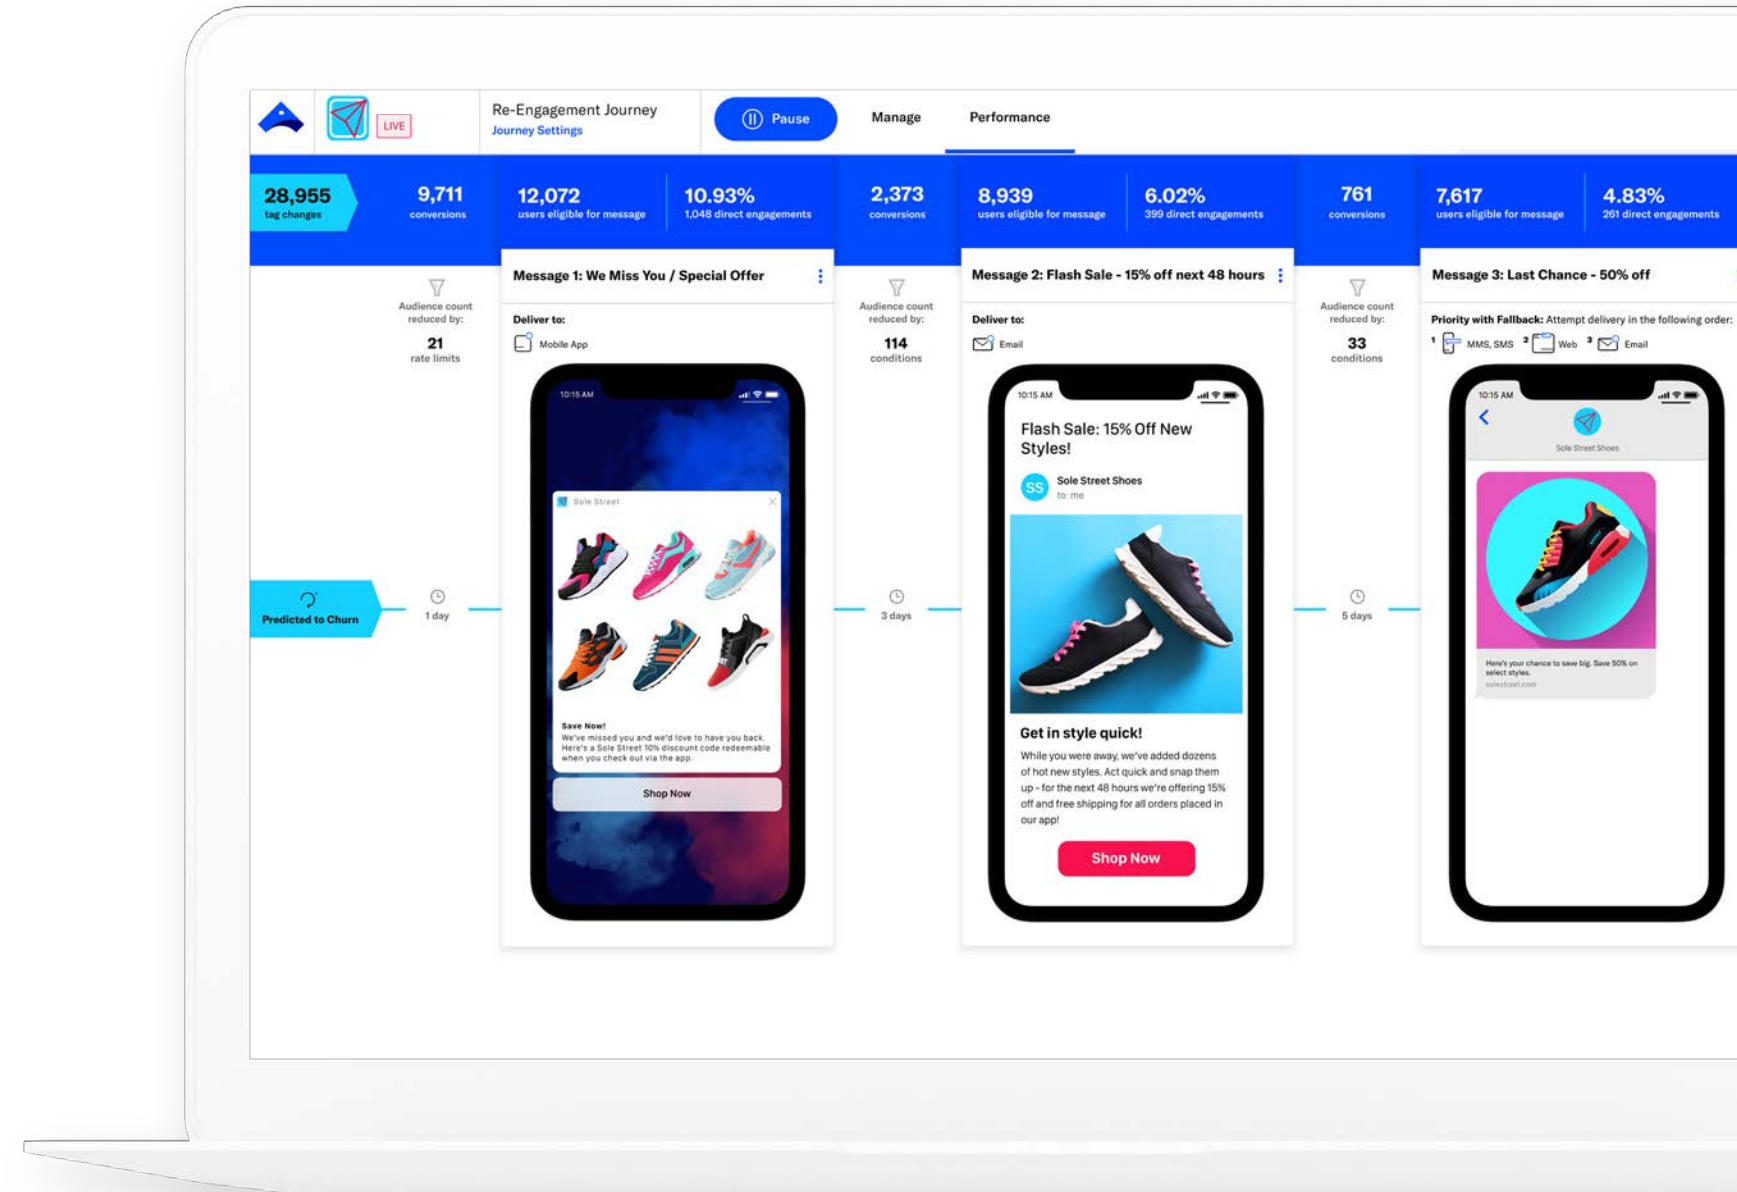 LIVE
Re-Engagement Journey
Journey Settings
Pause
Manage
Performance
28,955
tag changes
9,711
conversions
12,072
users eligible for message
10.93%
1,048 direct engagements
2,373
conversions
8,939
users eligible for message
6.02%
399 direct engagements
761
conversions
7,617
users eligible for message
4.83%
261 direct engagements
Audience count
reduced by:
21
rate limits
Message 1: We Miss You / Special Offer
Deliver to:
Mobile App
Audience count
reduced by:
114
conditions
Message 2: Flash Sale - 15% off next 48 hours
Deliver to:
Email
Audience count
reduced by:
33
conditions
Message 3: Last Chance - 50% off
Priority with Fallback: Attempt delivery in the following order:
1 MMS, SMS 2 Web 3 Email
Predicted to Churn
1 day
10:15 AM
Sole Street
Save Now!
We've missed you and we'd love to have you back.
Here's a Sole Street 10% discount code redeemable
when you check out via the app.
Shop Now
3 days
10:15 AM
Flash Sale: 15% Off New
Styles!
SS
Sole Street Shoes
to: me
Get in style quick!
While you were away, we've added dozens
of hot new styles. Act quick and snap them
up - for the next 48 hours we're offering 15%
off and free shipping for all orders placed in
our app!
Shop Now
5 days
10:15 AM
Sole Street Shoes
Here's your chance to save big. Save 50% on
select styles.
solestreet.com